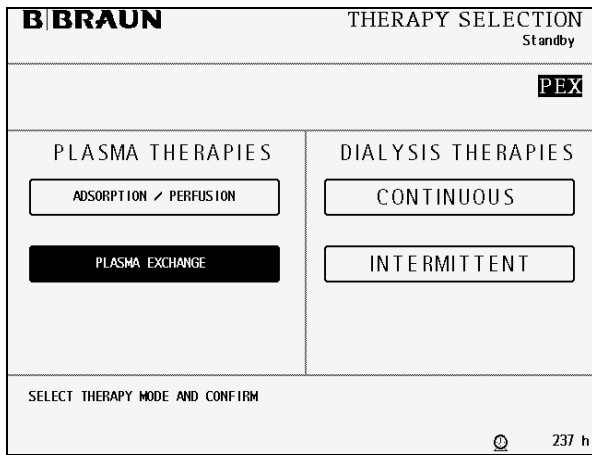 B|BRAUN
THERAPY SELECTION
Standby
PEX
PLASMA THERAPIES
ADSORPTION / PERFUSION
PLASMA EXCHANGE
DIALYSIS THERAPIES
CONTINUOUS
INTERMITTENT
SELECT THERAPY MODE AND CONFIRM
237 h